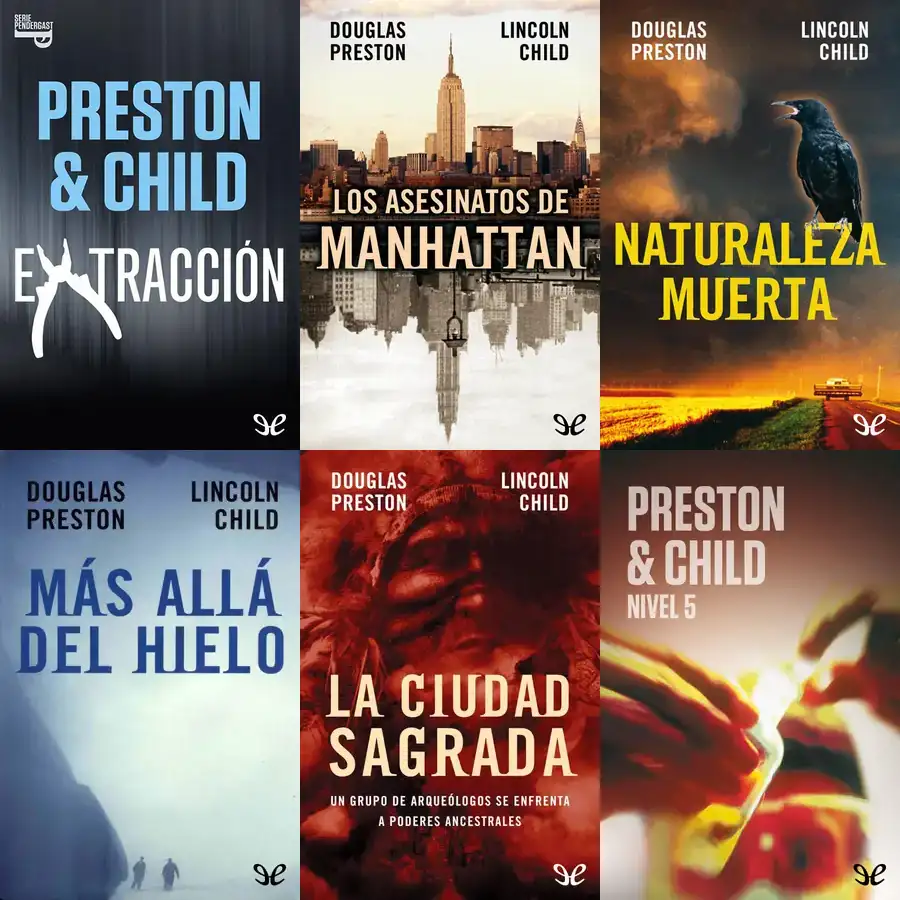 SERIE
PENDERGAST
PRESTON
& CHILD
EXTRACCIÓN
DOUGLAS
PRESTON
LINCOLN
CHILD
LOS ASESINATOS DE
MANHATTAN
DOUGLAS
PRESTON
LINCOLN
CHILD
NATURALEZA
MUERTA
DOUGLAS
PRESTON
LINCOLN
CHILD
MÁS ALLÁ
DEL HIELO
DOUGLAS
PRESTON
LINCOLN
CHILD
LA CIUDAD
SAGRADA
UN GRUPO DE ARQUEÓLOGOS SE ENFRENTA
A PODERES ANCESTRALES
PRESTON
& CHILD
NIVEL 5